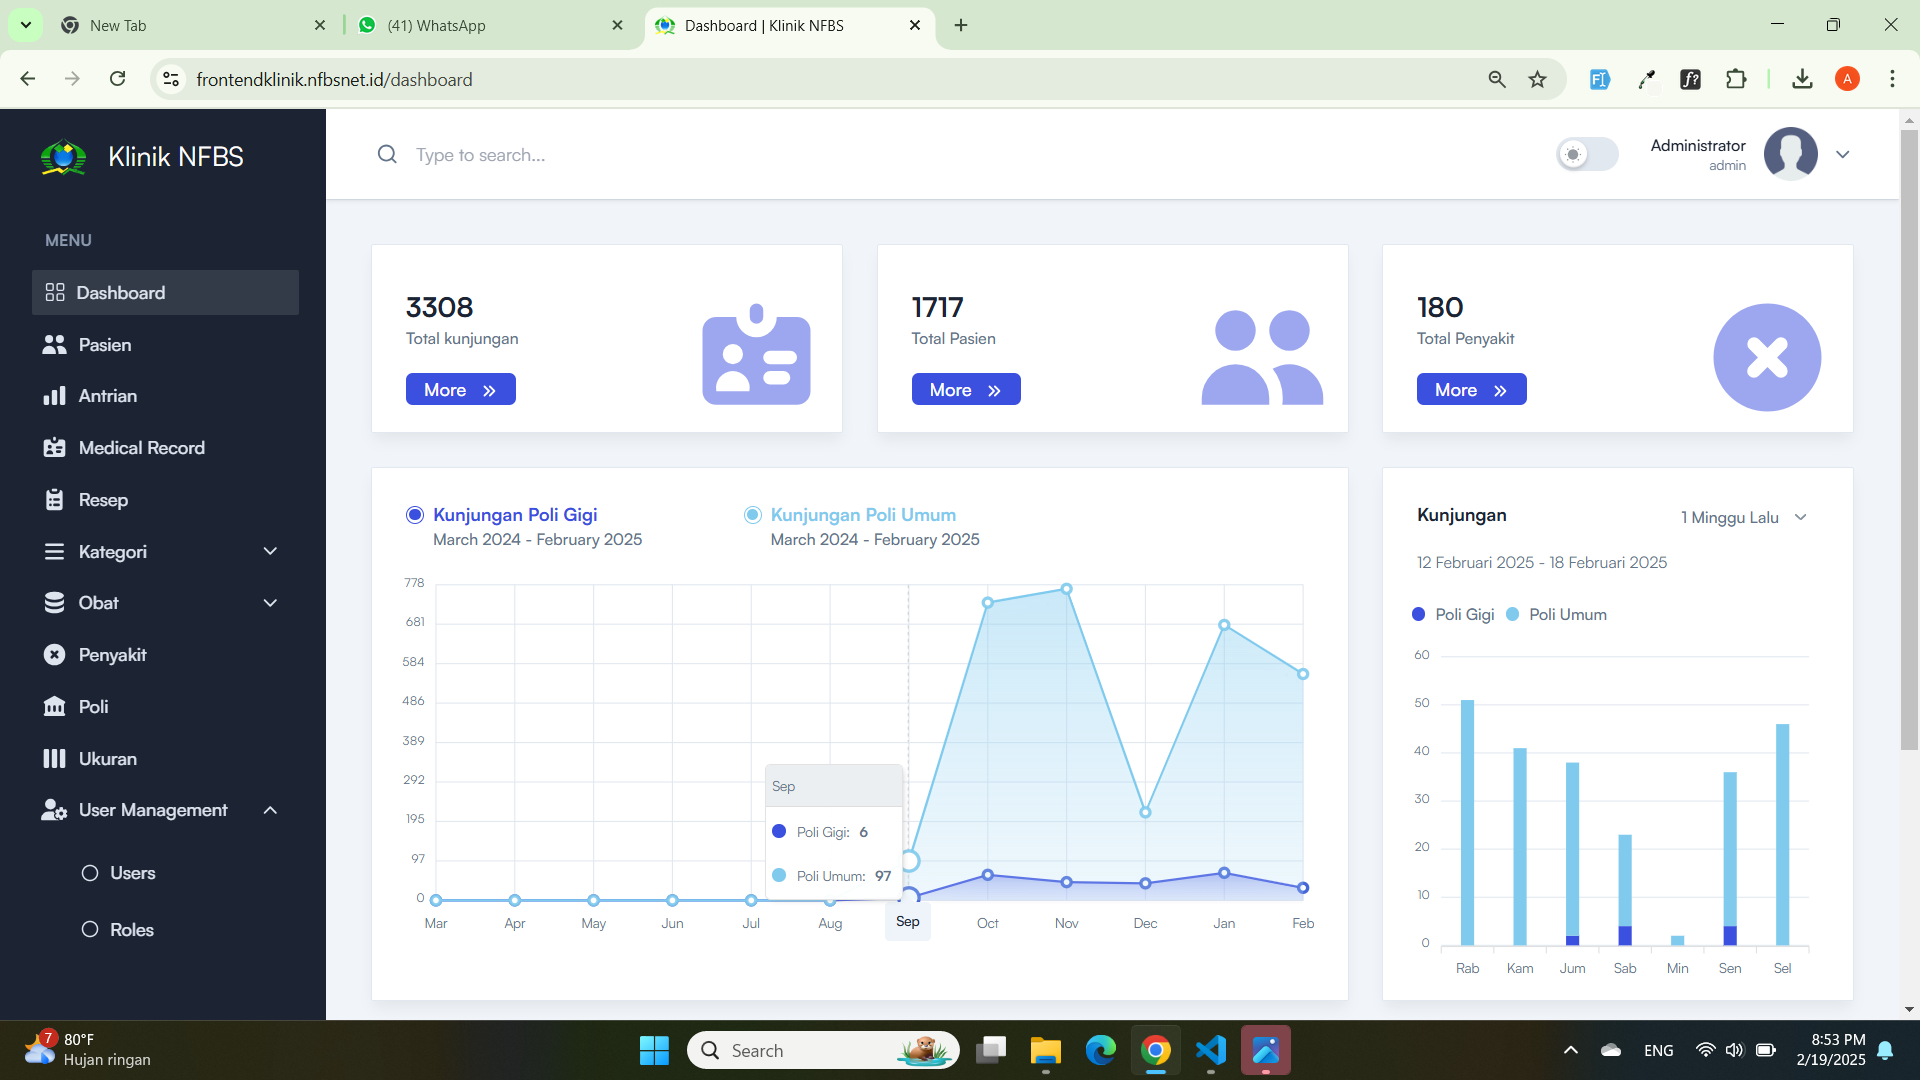 New Tab
(41) WhatsApp
Dashboard | Klinik NFBS
frontendklinik.nfbsnet.id/dashboard
A
Klinik NFBS
Type to search...
Administrator
admin
MENU
Dashboard
Pasien
Antrian
Medical Record
Resep
Kategori
Obat
Penyakit
Poli
Ukuran
User Management
Users
Roles
3308
Total kunjungan
More
1717
Total Pasien
More
180
Total Penyakit
More
Kunjungan Poli Gigi
March 2024 - February 2025
Kunjungan Poli Umum
March 2024 - February 2025
778
681
584
486
389
292
195
97
0
Sep
Poli Gigi: 6
Poli Umum: 97
Mar Apr May Jun Jul Aug Sep Oct Nov Dec Jan Feb
Kunjungan
1 Minggu Lalu
12 Februari 2025 - 18 Februari 2025
Poli Gigi Poli Umum
60
50
40
30
20
10
0
Rab Kam Jum Sab Min Sen Sel
7
80°F
Hujan ringan
Search
ENG
8:53 PM
2/19/2025